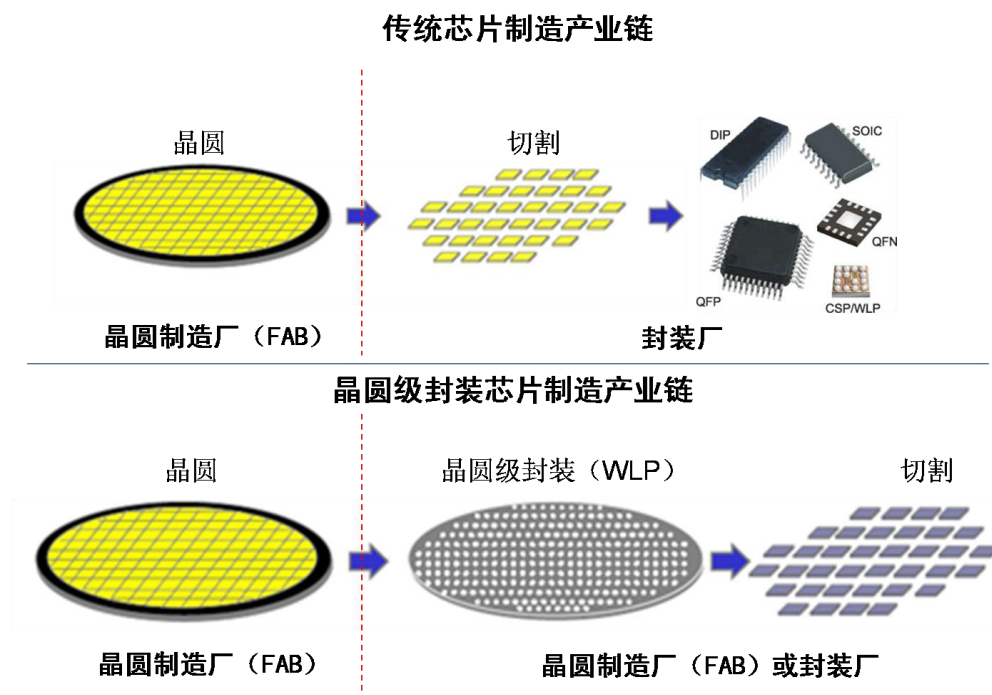 传统芯片制造产业链
晶圆
切割
DIP
SOIC
QFN
QFP
CSP/WLP
晶圆制造厂（FAB）
封装厂
晶圆级封装芯片制造产业链
晶圆
晶圆级封装（WLP）
切割
晶圆制造厂（FAB）
晶圆制造厂（FAB）或封装厂